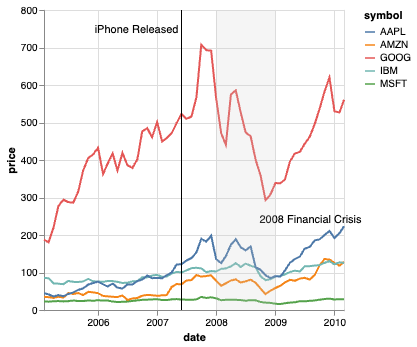 800
iPhone Released
700
600
500
400
300
200
100
0
price
2008 Financial Crisis
2006
2007
2008
2009
2010
date
symbol
AAPL
AMZN
GOOG
IBM
MSFT